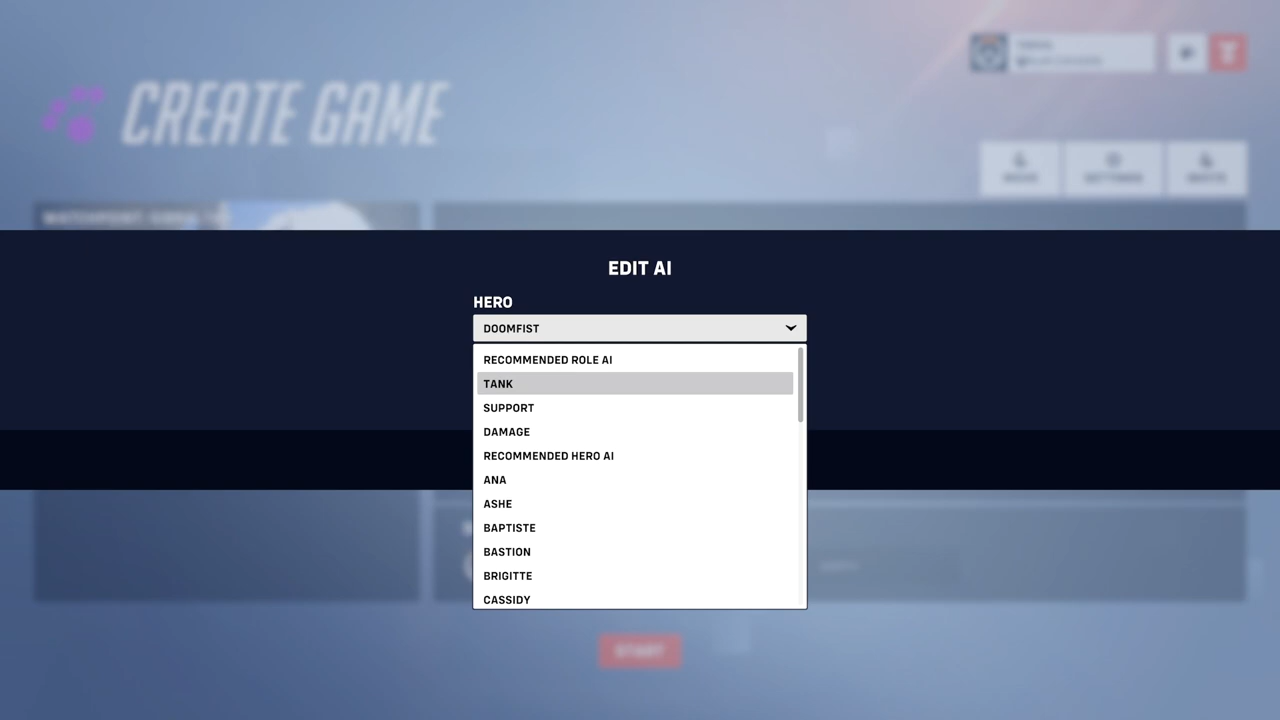 CREATE GAME
EDIT AI
HERO
DOOMFIST
RECOMMENDED ROLE AI
TANK
SUPPORT
DAMAGE
RECOMMENDED HERO AI
ANA
ASHE
BAPTISTE
BASTION
BRIGITTE
CASSIDY
START